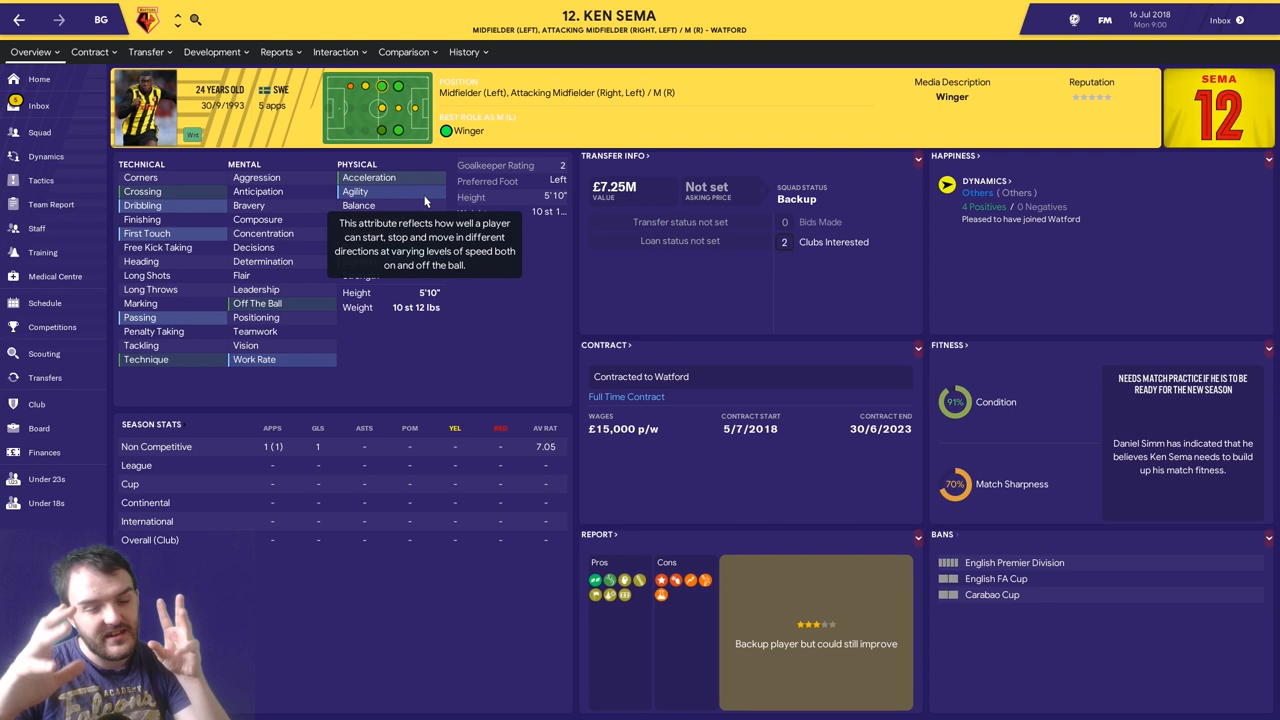 BG
12. KEN SEMA
MIDFIELDER (LEFT), ATTACKING MIDFIELDER (RIGHT, LEFT) / M (R) - WATFORD
FM
16 Jul 2018
Mon 9:00
Inbox
Overview
Contract
Transfer
Development
Reports
Interaction
Comparison
History
Home
5
Inbox
Squad
Dynamics
Tactics
Team Report
Staff
Training
Medical Centre
Schedule
Competitions
Scouting
Transfers
Club
Board
Finances
Under 23s
Under 18s
24 YEARS OLD
SWE
30/9/1993
5 apps
Wnt
POSITION
Midfielder (Left), Attacking Midfielder (Right, Left) / M (R)
BEST ROLE AS M (L)
Winger
Media Description
Winger
Reputation
SEMA
12
TECHNICAL
Corners
Crossing
Dribbling
Finishing
First Touch
Free Kick Taking
Heading
Long Shots
Long Throws
Marking
Passing
Penalty Taking
Tackling
Technique
MENTAL
Aggression
Anticipation
Bravery
Composure
Concentration
Decisions
Determination
Flair
Leadership
Off The Ball
Positioning
Teamwork
Vision
Work Rate
PHYSICAL
Acceleration
Agility
Balance
This attribute reflects how well a player
can start, stop and move in different
directions at varying levels of speed both
on and off the ball.
Strength
Height 5'10"
Weight 10 st 12 lbs
Goalkeeper Rating 2
Preferred Foot Left
Height 5'10"
10 st 1...
SEASON STATS
APPS GLS ASTS POM YEL RED AV RAT
Non Competitive 1 (1) 1 - - - - 7.05
League - - - - - - -
Cup - - - - - - -
Continental - - - - - - -
International - - - - - - -
Overall (Club) - - - - - - -
TRANSFER INFO >
£7.25M
VALUE
Not set
ASKING PRICE
SQUAD STATUS
Backup
Transfer status not set
Loan status not set
0 Bids Made
2 Clubs Interested
CONTRACT >
Contracted to Watford
Full Time Contract
WAGES
£15,000 p/w
CONTRACT START
5/7/2018
CONTRACT END
30/6/2023
REPORT >
Pros
Cons
Backup player but could still improve
HAPPINESS >
DYNAMICS >
Others ( Others )
4 Positives / 0 Negatives
Pleased to have joined Watford
FITNESS >
91%
Condition
70%
Match Sharpness
NEEDS MATCH PRACTICE IF HE IS TO BE
READY FOR THE NEW SEASON
Daniel Simm has indicated that he
believes Ken Sema needs to build
up his match fitness.
BANS >
English Premier Division
English FA Cup
Carabao Cup
ACADEMY